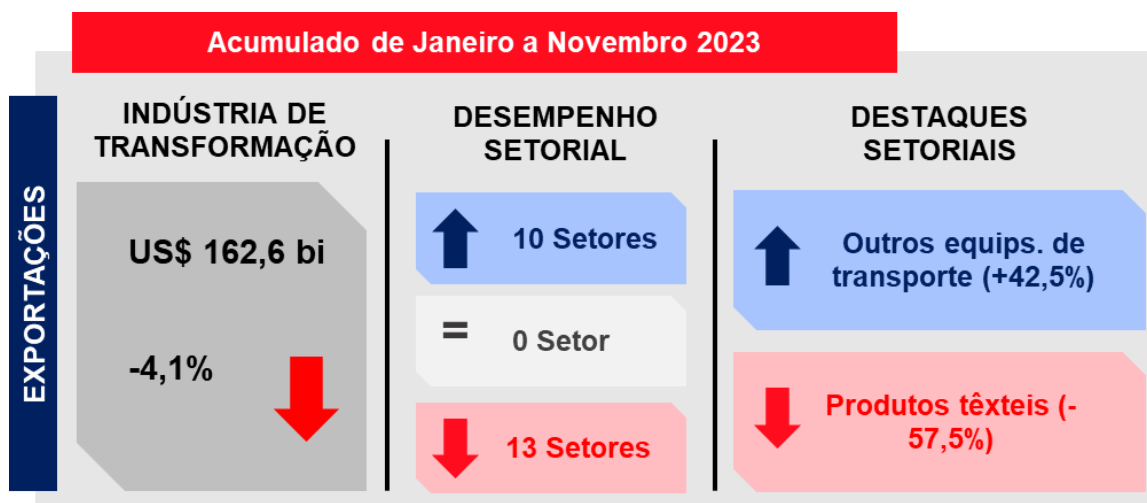 Acumulado de Janeiro a Novembro 2023
EXPORTAÇÕES
INDÚSTRIA DE
TRANSFORMAÇÃO
US$ 162,6 bi
-4,1%
DESEMPENHO
SETORIAL
10 Setores
=
0 Setor
13 Setores
DESTAQUES
SETORIAIS
Outros equips. de
transporte (+42,5%)
Produtos têxteis (-
57,5%)